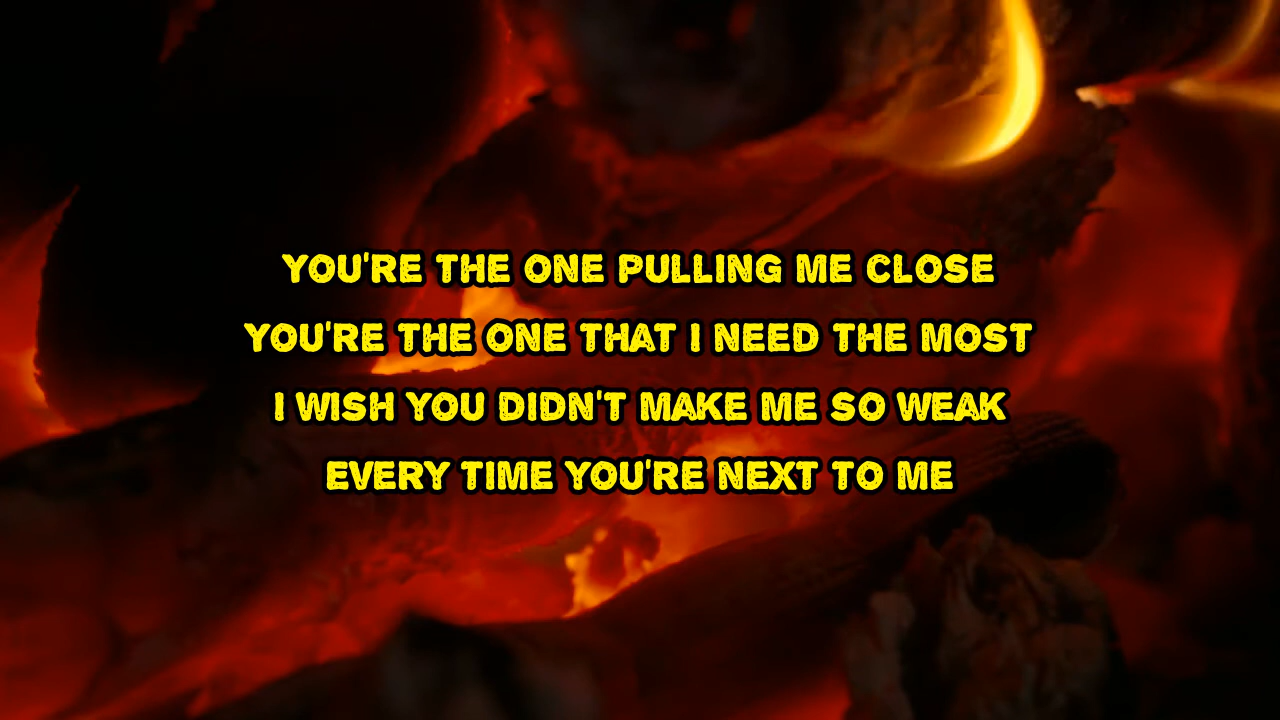 YOU'RE THE ONE PULLING ME CLOSE
YOU'RE THE ONE THAT I NEED THE MOST
I WISH YOU DIDN'T MAKE ME SO WEAK
EVERY TIME YOU'RE NEXT TO ME